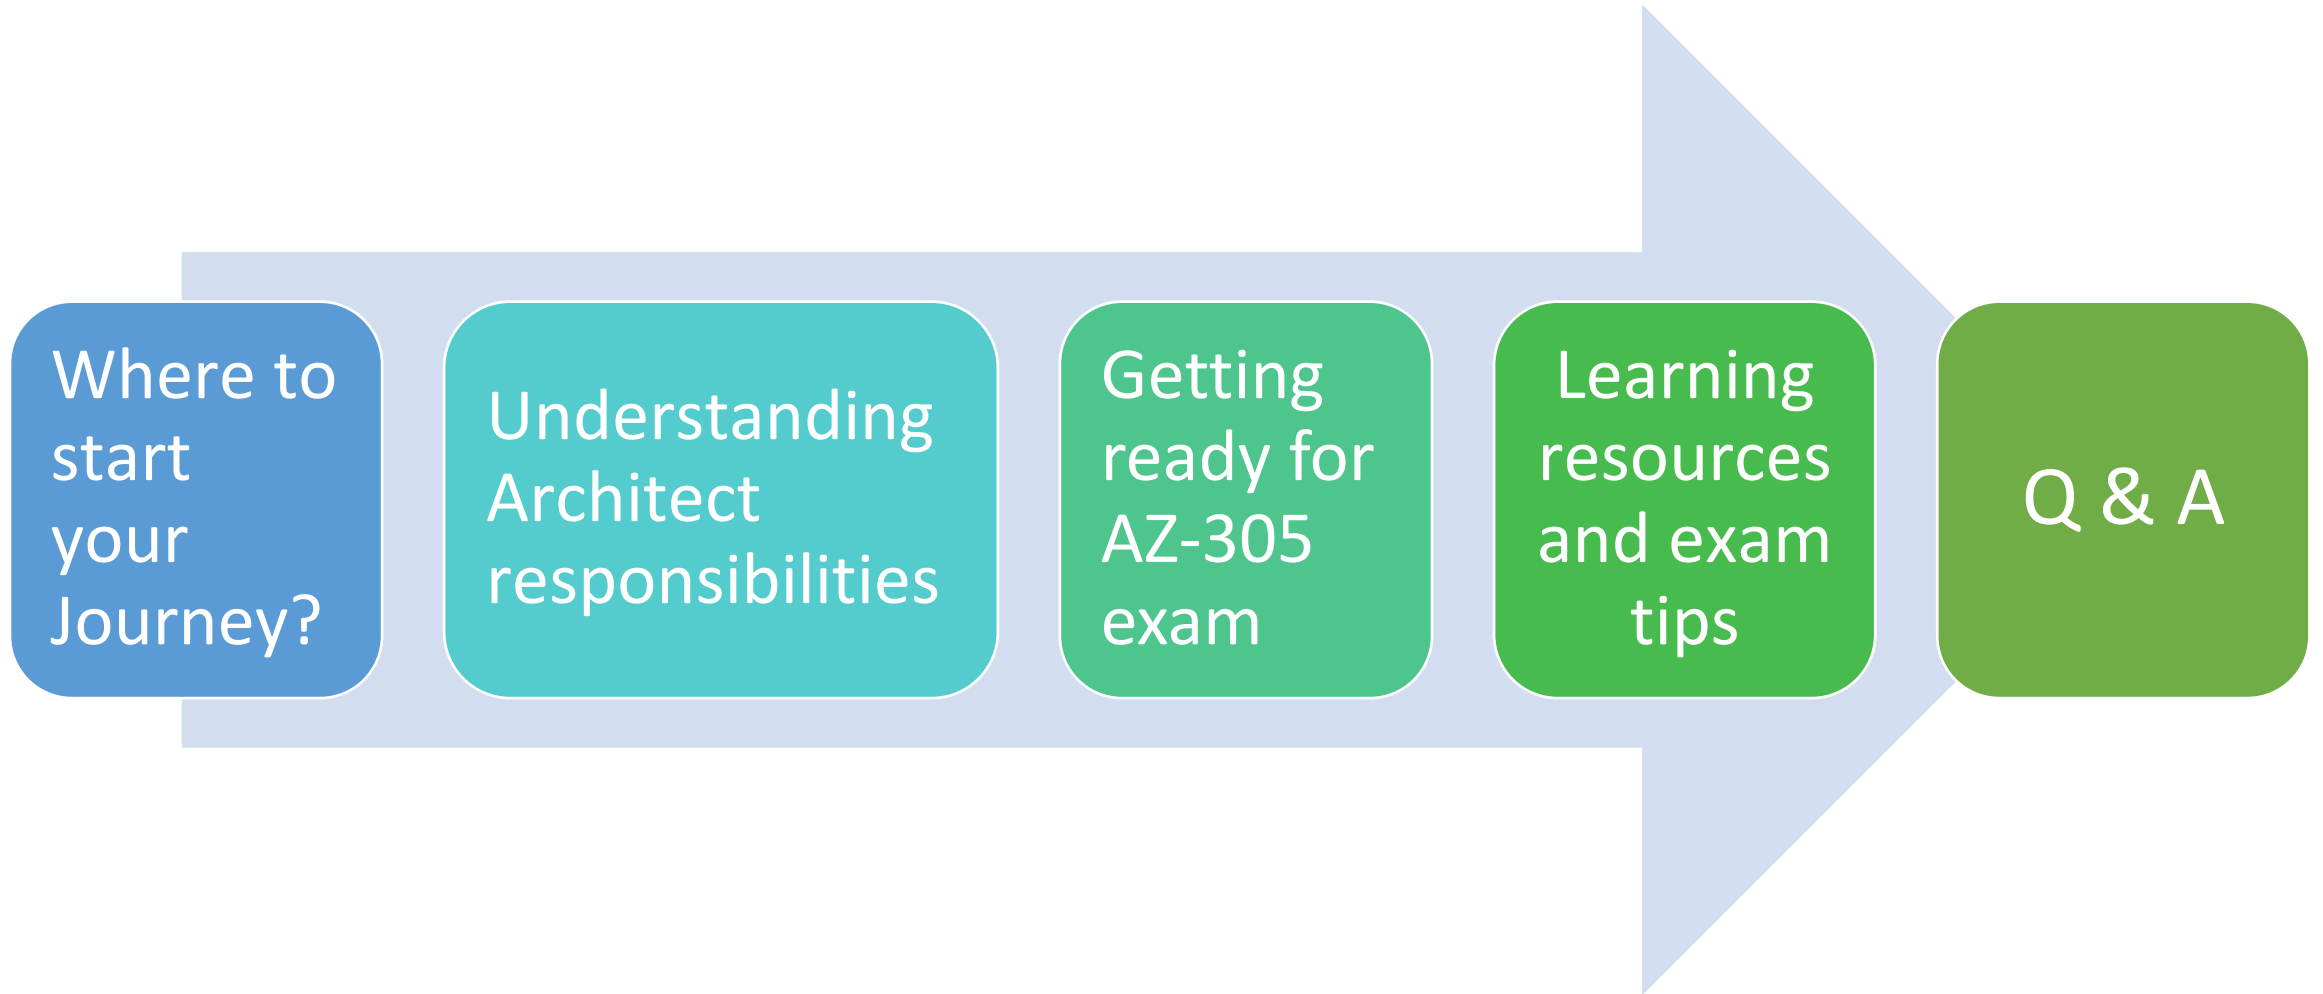 Where to
start
your
Journey?
Understanding
Architect
responsibilities
Getting
ready for
AZ-305
exam
Learning
resources
and exam
tips
Q & A